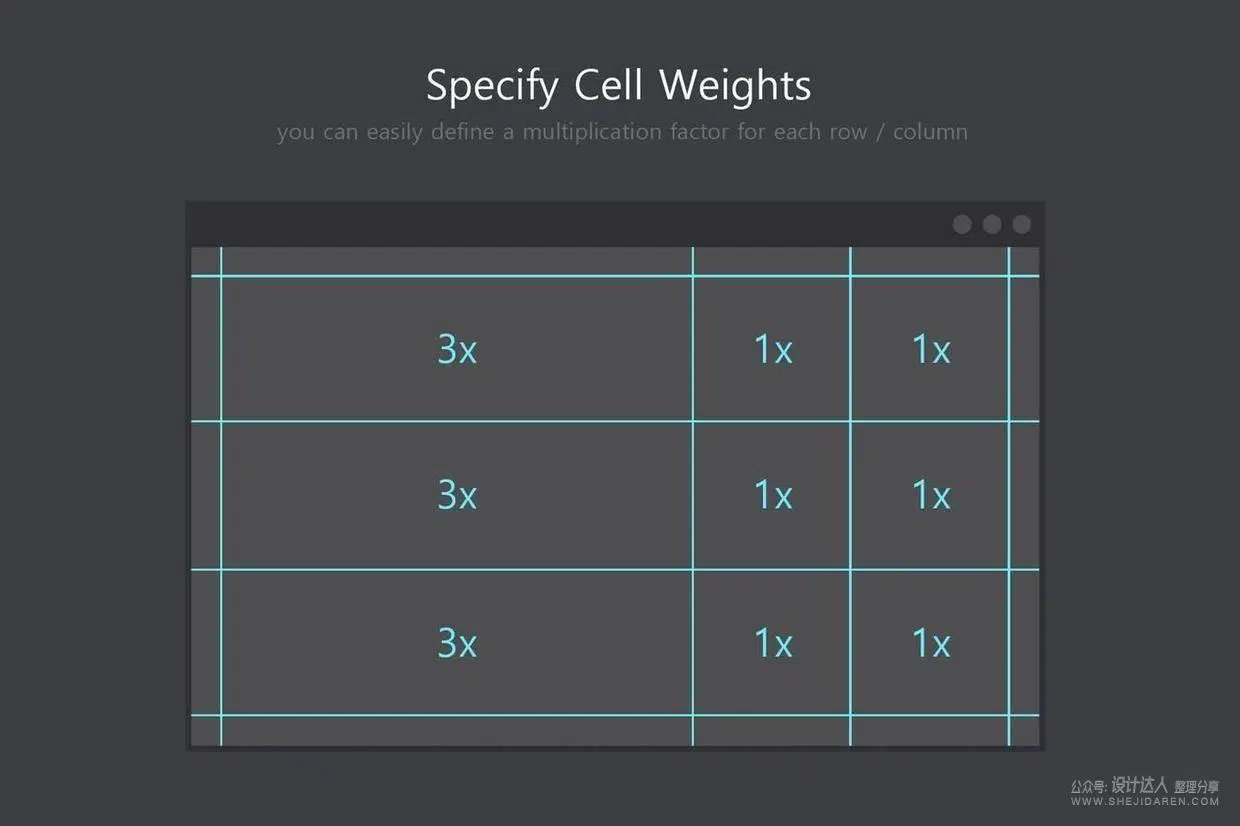 Specify Cell Weights
you can easily define a multiplication factor for each row / column
3x 1x 1x
3x 1x 1x
3x 1x 1x
公众号: 设计达人 整理分享
WWW.SHEJIDAREN.COM